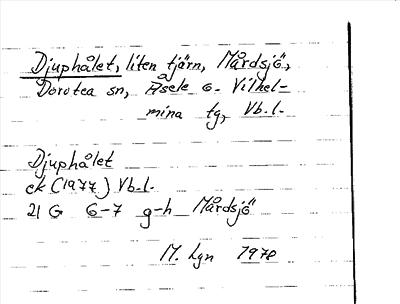 Djuphålet, liten tjärn, Mårdsjö,
Dorotea sn, Åsele o. Vilhel-
mina tg, Vb.l.
Djuphålet
ek (1977) Vb.l.
21 G 6-7 g-h Mårdsjö
M. Lgn 1978